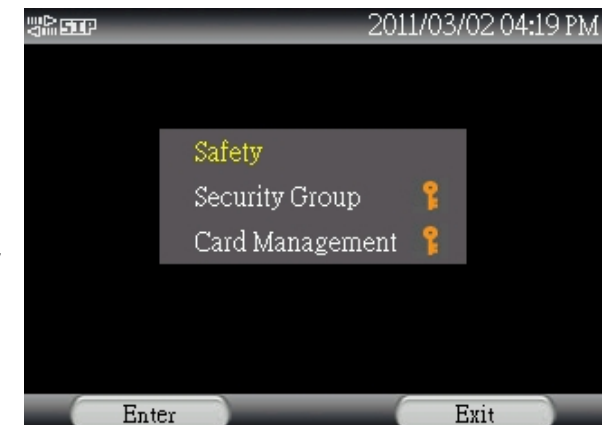 SIP 2011/03/02 04:19 PM
Safety
Security Group
Card Management
Enter Exit